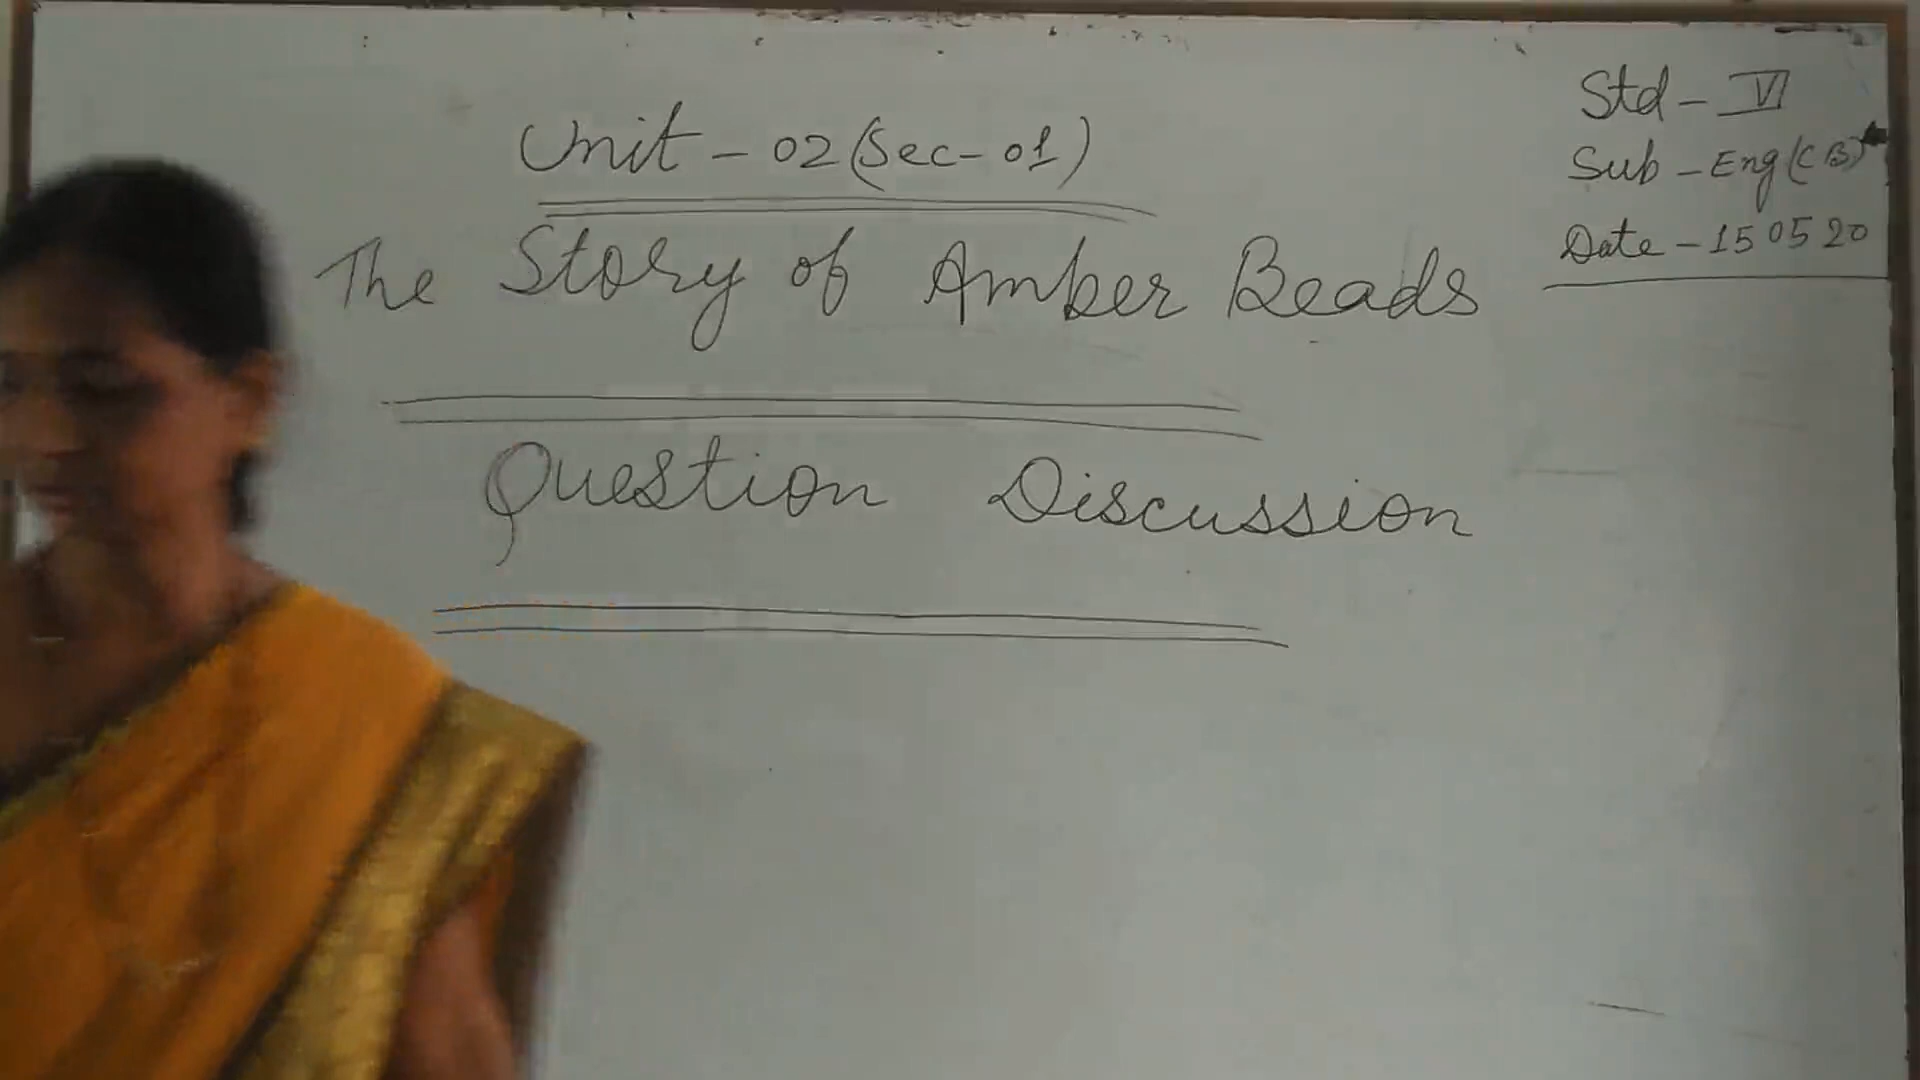 Unit - 02 (Sec - 01)
The Story of Amber Beads
Question Discussion
Std - VI
Sub - Eng (CB)
Date - 15 05 20